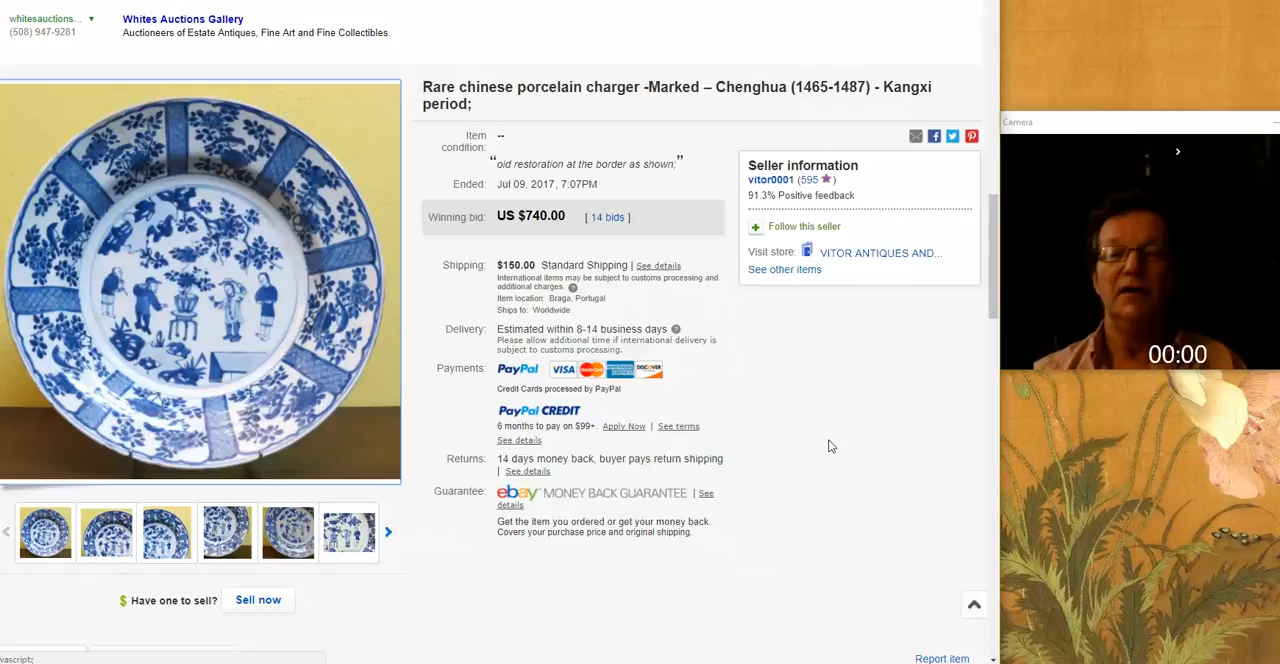 whitesauctions... ▼
(508) 947-9281
Whites Auctions Gallery
Auctioneers of Estate Antiques, Fine Art and Fine Collectibles.
Rare chinese porcelain charger -Marked – Chenghua (1465-1487) - Kangxi
period;
Item
condition:
--
“old restoration at the border as shown;”
Ended: Jul 09, 2017, 7:07PM
Winning bid: US $740.00 [ 14 bids ]
Shipping: $150.00 Standard Shipping | See details
International items may be subject to customs processing and
additional charges.
Item location: Braga, Portugal
Ships to: Worldwide
Delivery: Estimated within 8-14 business days
Please allow additional time if international delivery is
subject to customs processing.
Payments: PayPal VISA MasterCard DISCOVER
Credit Cards processed by PayPal
PayPal CREDIT
6 months to pay on $99+. Apply Now | See terms
See details
Returns: 14 days money back, buyer pays return shipping
| See details
Guarantee: ebay MONEY BACK GUARANTEE | See
details
Get the item you ordered or get your money back.
Covers your purchase price and original shipping.
Seller information
vitor0001 (595 ★)
91.3% Positive feedback
Follow this seller
Visit store: VITOR ANTIQUES AND...
See other items
$ Have one to sell? Sell now
Report item
vascript:;
Camera
00:00